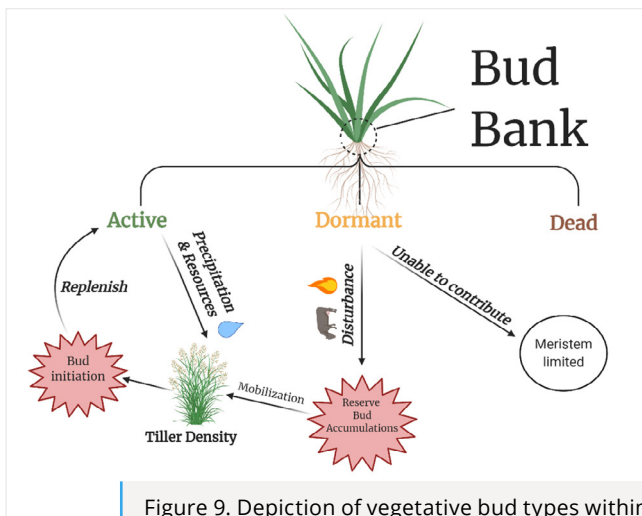 Bud
Bank
Active
Dormant
Dead
Replenish
Precipitation
& Resources
Disturbance
Unable to contribute
Meristem
limited
Bud
initiation
Mobilization
Reserve
Bud
Accumulations
Tiller Density
Figure 9. Depiction of vegetative bud types within